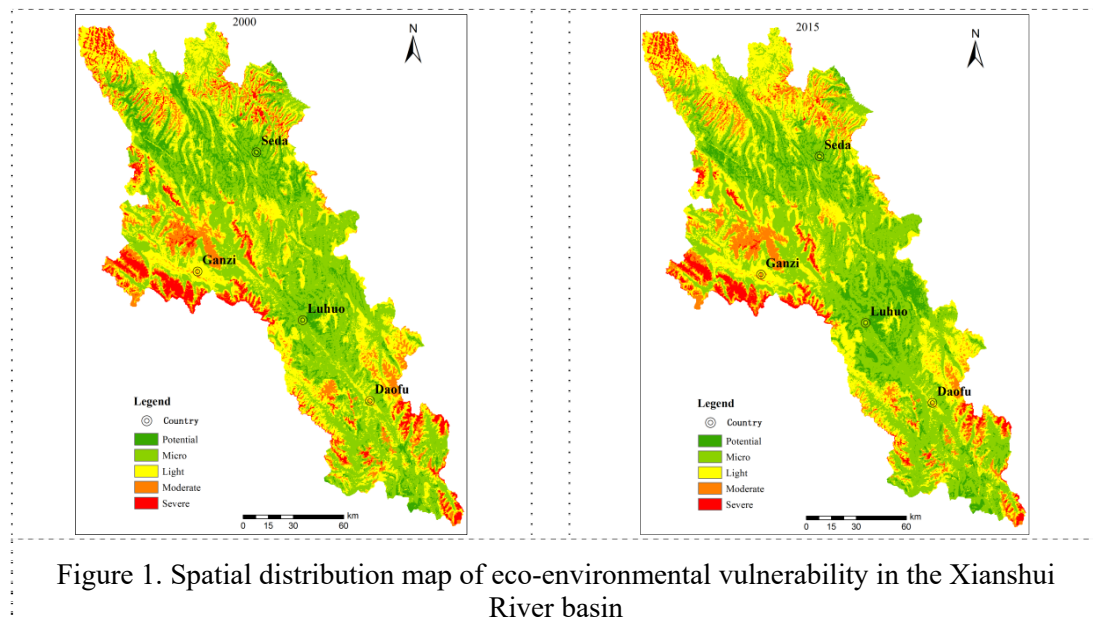 2000
N
Seda
Ganzi
Luhuo
Daofu
Legend
Country
Potential
Micro
Light
Moderate
Severe
km
0 15 30 60
2015
N
Seda
Ganzi
Luhuo
Daofu
Legend
Country
Potential
Micro
Light
Moderate
Severe
km
0 15 30 60
Figure 1. Spatial distribution map of eco-environmental vulnerability in the Xianshui
River basin